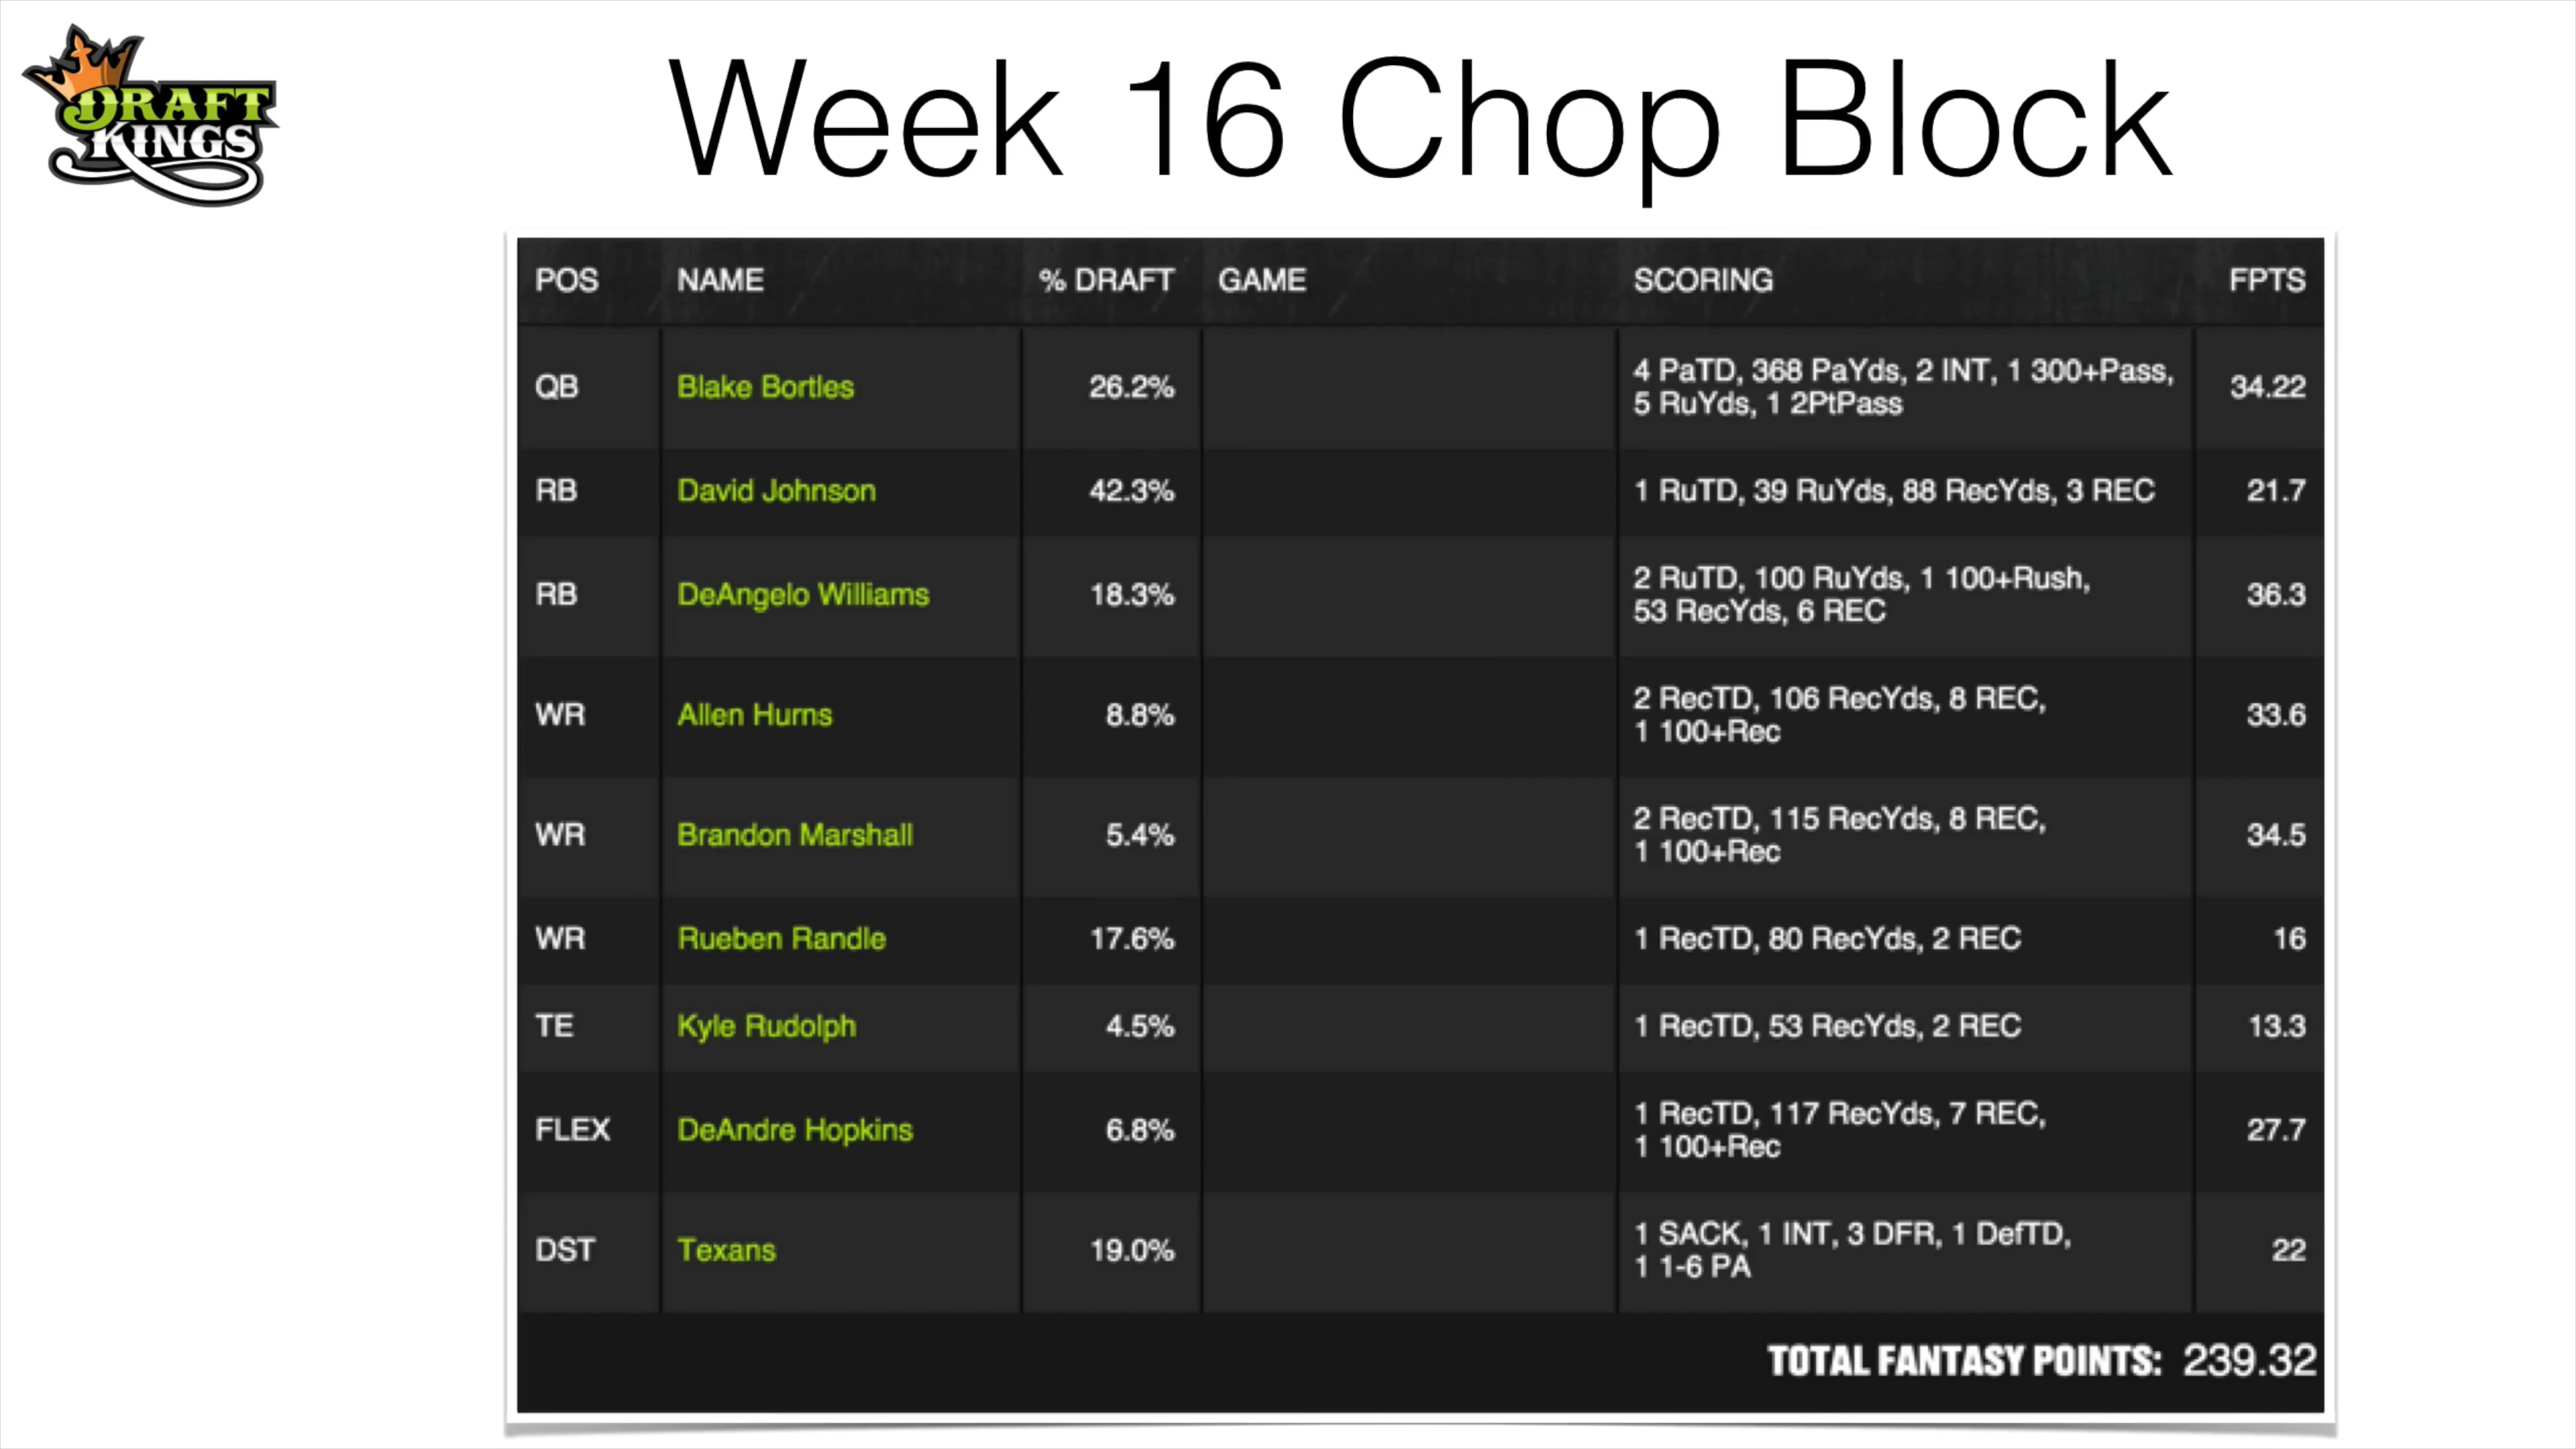 DRAFT
KINGS
Week 16 Chop Block
POS NAME % DRAFT GAME SCORING FPTS
QB Blake Bortles 26.2% 4 PaTD, 368 PaYds, 2 INT, 1 300+Pass, 34.22
5 RuYds, 1 2PtPass
RB David Johnson 42.3% 1 RuTD, 39 RuYds, 88 RecYds, 3 REC 21.7
RB DeAngelo Williams 18.3% 2 RuTD, 100 RuYds, 1 100+Rush, 36.3
53 RecYds, 6 REC
WR Allen Hurns 8.8% 2 RecTD, 106 RecYds, 8 REC, 33.6
1 100+Rec
WR Brandon Marshall 5.4% 2 RecTD, 115 RecYds, 8 REC, 34.5
1 100+Rec
WR Rueben Randle 17.6% 1 RecTD, 80 RecYds, 2 REC 16
TE Kyle Rudolph 4.5% 1 RecTD, 53 RecYds, 2 REC 13.3
FLEX DeAndre Hopkins 6.8% 1 RecTD, 117 RecYds, 7 REC, 27.7
1 100+Rec
DST Texans 19.0% 1 SACK, 1 INT, 3 DFR, 1 DefTD, 22
1 1-6 PA
TOTAL FANTASY POINTS: 239.32